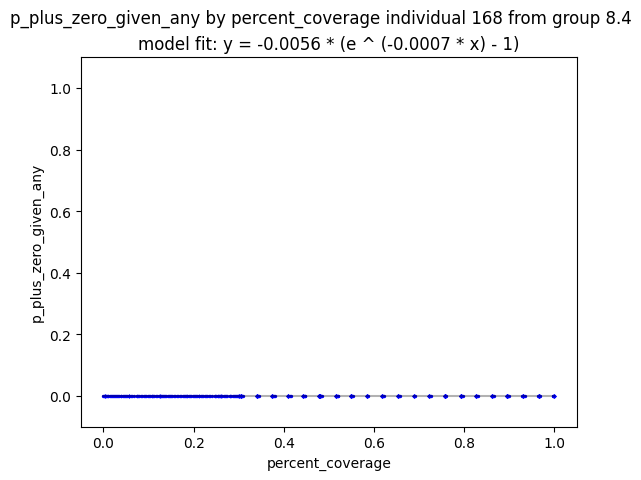 p_plus_zero_given_any by percent_coverage individual 168 from group 8.4
model fit: y = -0.0056 * (e ^ (-0.0007 * x) - 1)
1.0
0.8
0.6
0.4
0.2
0.0
p_plus_zero_given_any
0.0 0.2 0.4 0.6 0.8 1.0
percent_coverage